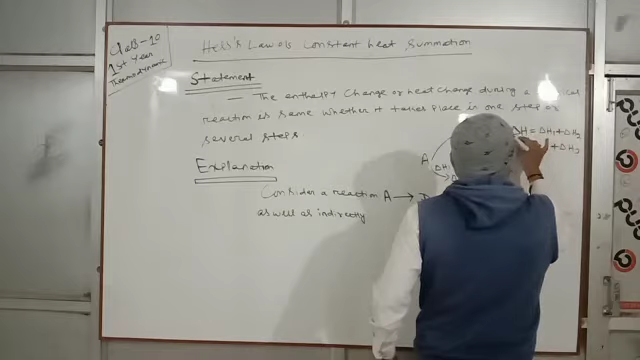 Class-10
1st Year
Thermodynamic
Hess's Law of Constant heat Summation
Statement
— The enthalpy Change or heat change during a
reaction is same whether it takes place in one step or
several steps.
ΔH = ΔH₁ + ΔH₂
+ ΔH₃
Explanation
A
ΔH₁
Consider a reaction A → D
as well as indirectly